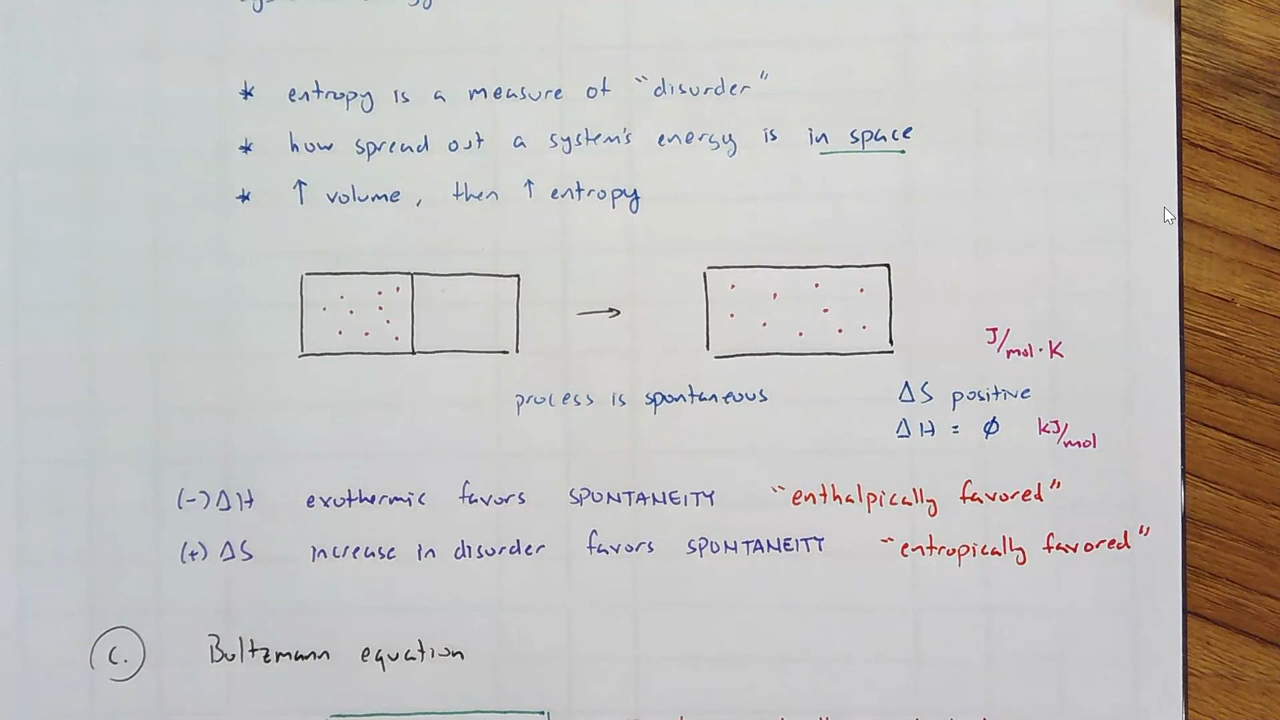 * entropy is a measure of "disorder"
* how spread out a system's energy is in space
* ↑ volume, then ↑ entropy
→
J/mol·K
process is spontaneous ΔS positive
ΔH = ϕ kJ/mol
(-) ΔH exothermic favors SPONTANEITY "enthalpically favored"
(+) ΔS increase in disorder favors SPONTANEITY "entropically favored"
C. Boltzmann equation